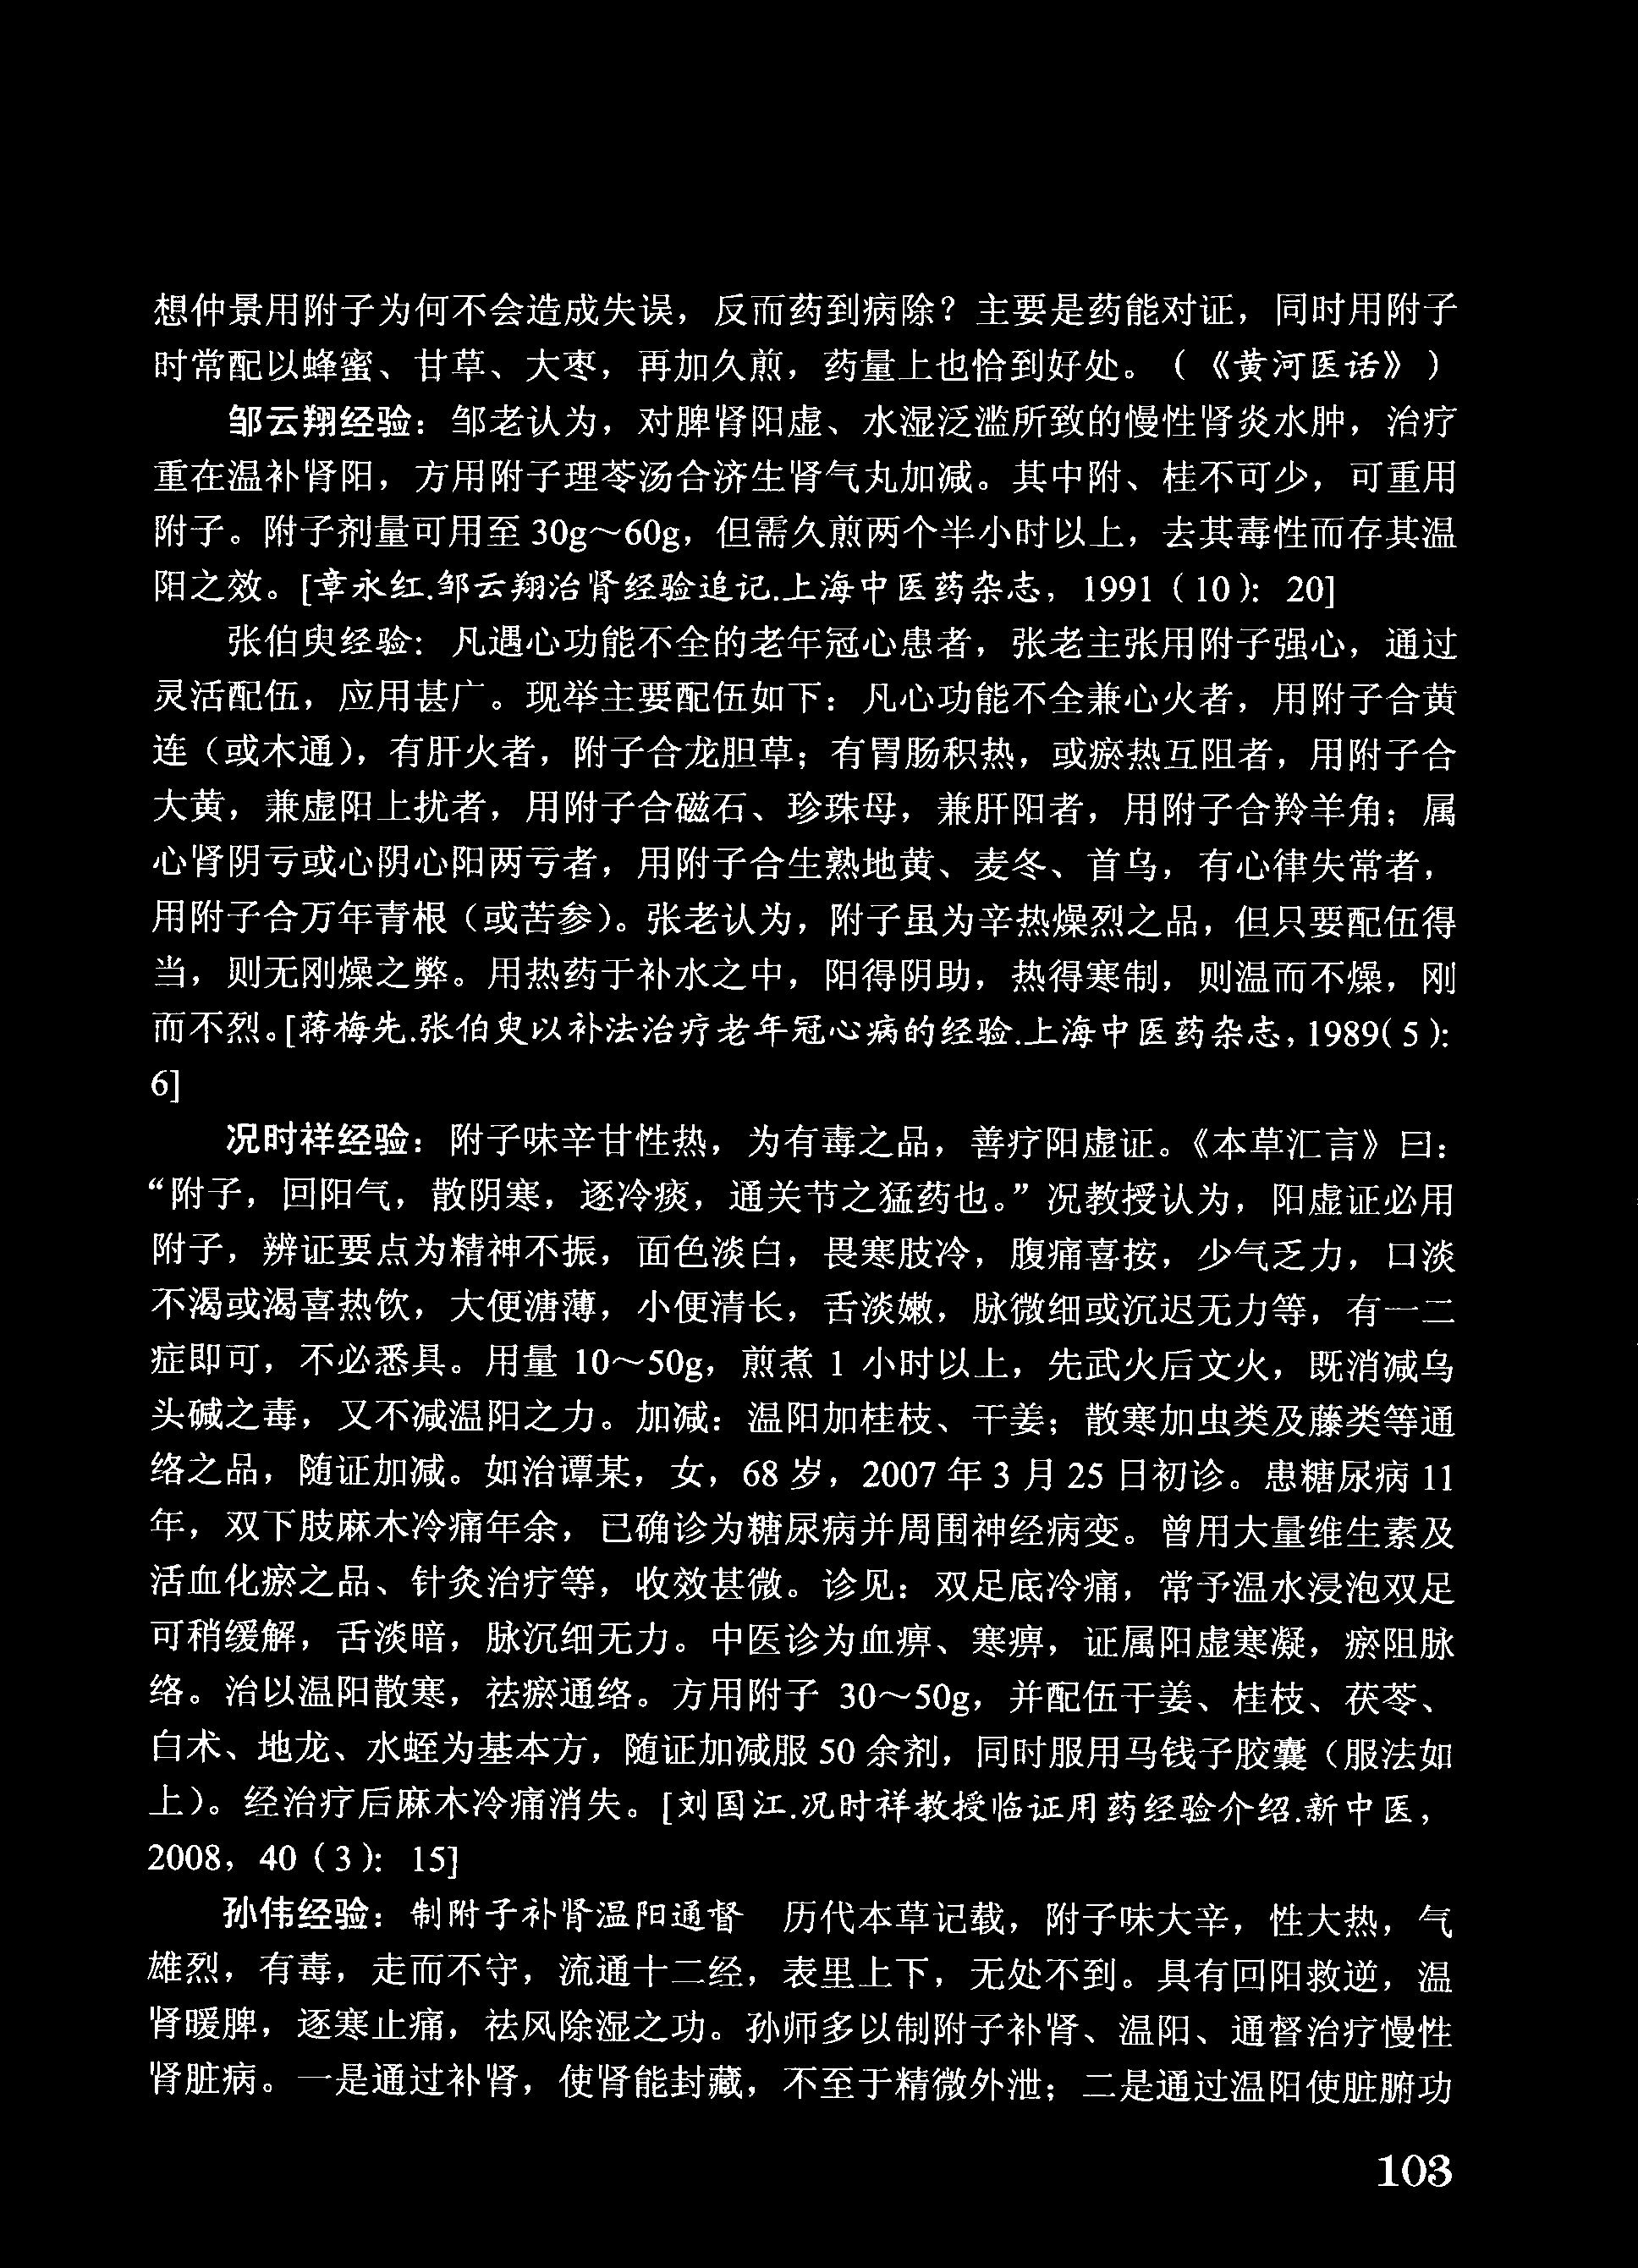 想仲景用附子为何不会造成失误，反而药到病除？主要是药能对证，同时用附子
时常配以蜂蜜、甘草、大枣，再加久煎，药量上也恰到好处。（《黄河医话》）
邹云翔经验：邹老认为，对脾肾阳虚、水湿泛滥所致的慢性肾炎水肿，治疗
重在温补肾阳，方用附子理苓汤合济生肾气丸加减。其中附、桂不可少，可重用
附子。附子剂量可用至 30g～60g，但需久煎两个半小时以上，去其毒性而存其温
阳之效。[章永红.邹云翔治肾经验追记.上海中医药杂志，1991（10）：20]
张伯臾经验：凡遇心功能不全的老年冠心患者，张老主张用附子强心，通过
灵活配伍，应用甚广。现举主要配伍如下：凡心功能不全兼心火者，用附子合黄
连（或木通），有肝火者，附子合龙胆草；有胃肠积热，或瘀热互阻者，用附子合
大黄，兼虚阳上扰者，用附子合磁石、珍珠母，兼肝阳者，用附子合羚羊角；属
心肾阴亏或心阴心阳两亏者，用附子合生熟地黄、麦冬、首乌，有心律失常者，
用附子合万年青根（或苦参）。张老认为，附子虽为辛热燥烈之品，但只要配伍得
当，则无刚燥之弊。用热药于补水之中，阳得阴助，热得寒制，则温而不燥，刚
而不烈。[蒋梅先.张伯臾以补法治疗老年冠心病的经验.上海中医药杂志，1989（5）：
6]
况时祥经验：附子味辛甘性热，为有毒之品，善疗阳虚证。《本草汇言》曰：
“附子，回阳气，散阴寒，逐冷痰，通关节之猛药也。”况教授认为，阳虚证必用
附子，辨证要点为精神不振，面色淡白，畏寒肢冷，腹痛喜按，少气乏力，口淡
不渴或渴喜热饮，大便溏薄，小便清长，舌淡嫩，脉微细或沉迟无力等，有一二
症即可，不必悉具。用量 10～50g，煎煮 1 小时以上，先武火后文火，既消减乌
头碱之毒，又不减温阳之力。加减：温阳加桂枝、干姜；散寒加虫类及藤类等通
络之品，随证加减。如治谭某，女，68 岁，2007 年 3 月 25 日初诊。患糖尿病 11
年，双下肢麻木冷痛年余，已确诊为糖尿病并周围神经病变。曾用大量维生素及
活血化瘀之品、针灸治疗等，收效甚微。诊见：双足底冷痛，常予温水浸泡双足
可稍缓解，舌淡暗，脉沉细无力。中医诊为血痹、寒痹，证属阳虚寒凝，瘀阻脉
络。治以温阳散寒，祛瘀通络。方用附子 30～50g，并配伍干姜、桂枝、茯苓、
白术、地龙、水蛭为基本方，随证加减服 50 余剂，同时服用马钱子胶囊（服法如
上）。经治疗后麻木冷痛消失。[刘国江.况时祥教授临证用药经验介绍.新中医，
2008，40（3）：15]
孙伟经验：制附子补肾温阳通督　历代本草记载，附子味大辛，性大热，气
雄烈，有毒，走而不守，流通十二经，表里上下，无处不到。具有回阳救逆，温
肾暖脾，逐寒止痛，祛风除湿之功。孙师多以制附子补肾、温阳、通督治疗慢性
肾脏病。一是通过补肾，使肾能封藏，不至于精微外泄；二是通过温阳使脏腑功
103